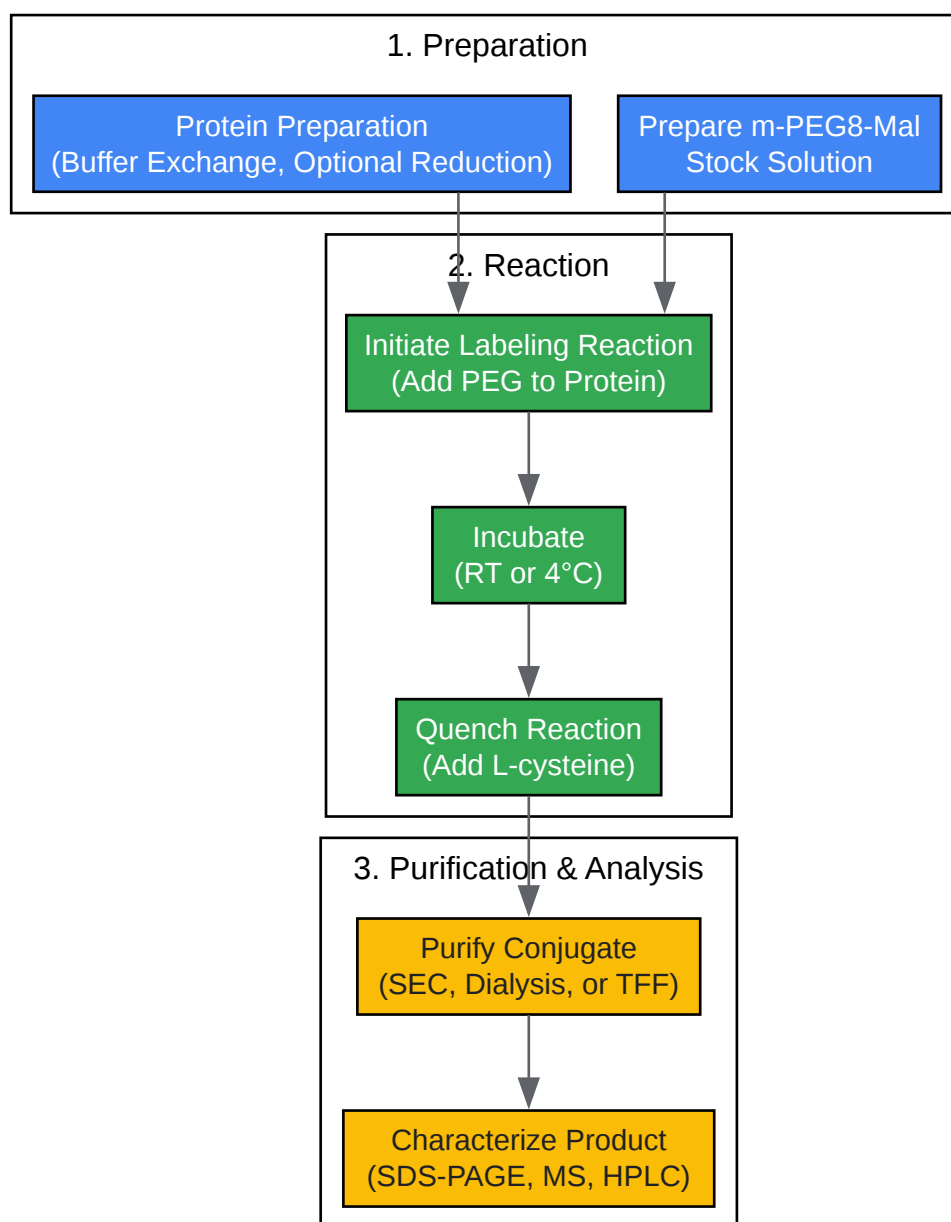 1. Preparation
Protein Preparation
(Buffer Exchange, Optional Reduction)
Prepare m-PEG8-Mal
Stock Solution
2. Reaction
Initiate Labeling Reaction
(Add PEG to Protein)
Incubate
(RT or 4°C)
Quench Reaction
(Add L-cysteine)
3. Purification & Analysis
Purify Conjugate
(SEC, Dialysis, or TFF)
Characterize Product
(SDS-PAGE, MS, HPLC)